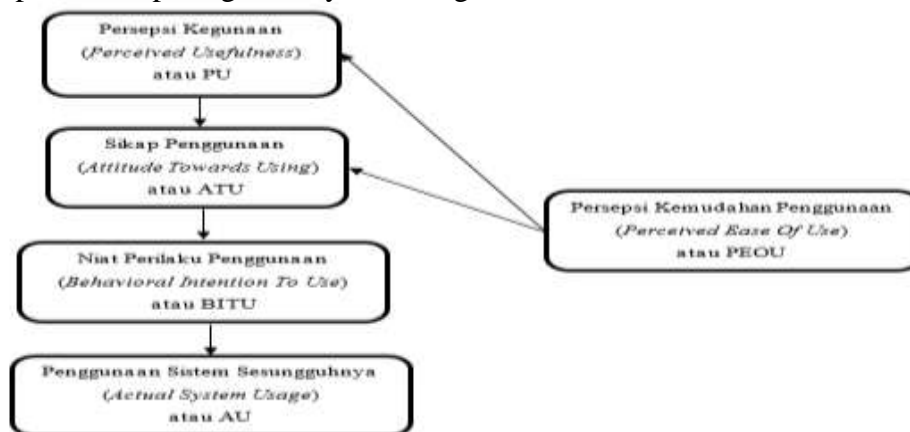 Persepsi Kegunaan
(Perceived Usefulness)
atau PU
Sikap Penggunaan
(Attitude Towards Using)
atau ATU
Persepsi Kemudahan Penggunaan
(Perceived Ease Of Use)
atau PEOU
Niat Perilaku Penggunaan
(Behavioral Intention To Use)
atau BITU
Penggunaan Sistem Sesungguhnya
(Actual System Usage)
atau AU